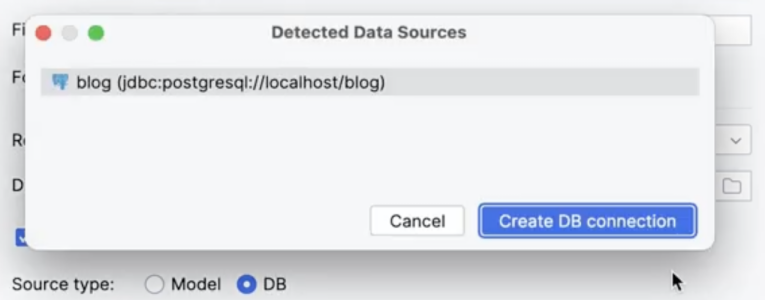 Detected Data Sources
Fi
blog (jdbc:postgresql://localhost/blog)
Fo
Re
D
Cancel
Create DB connection
Source type: Model DB